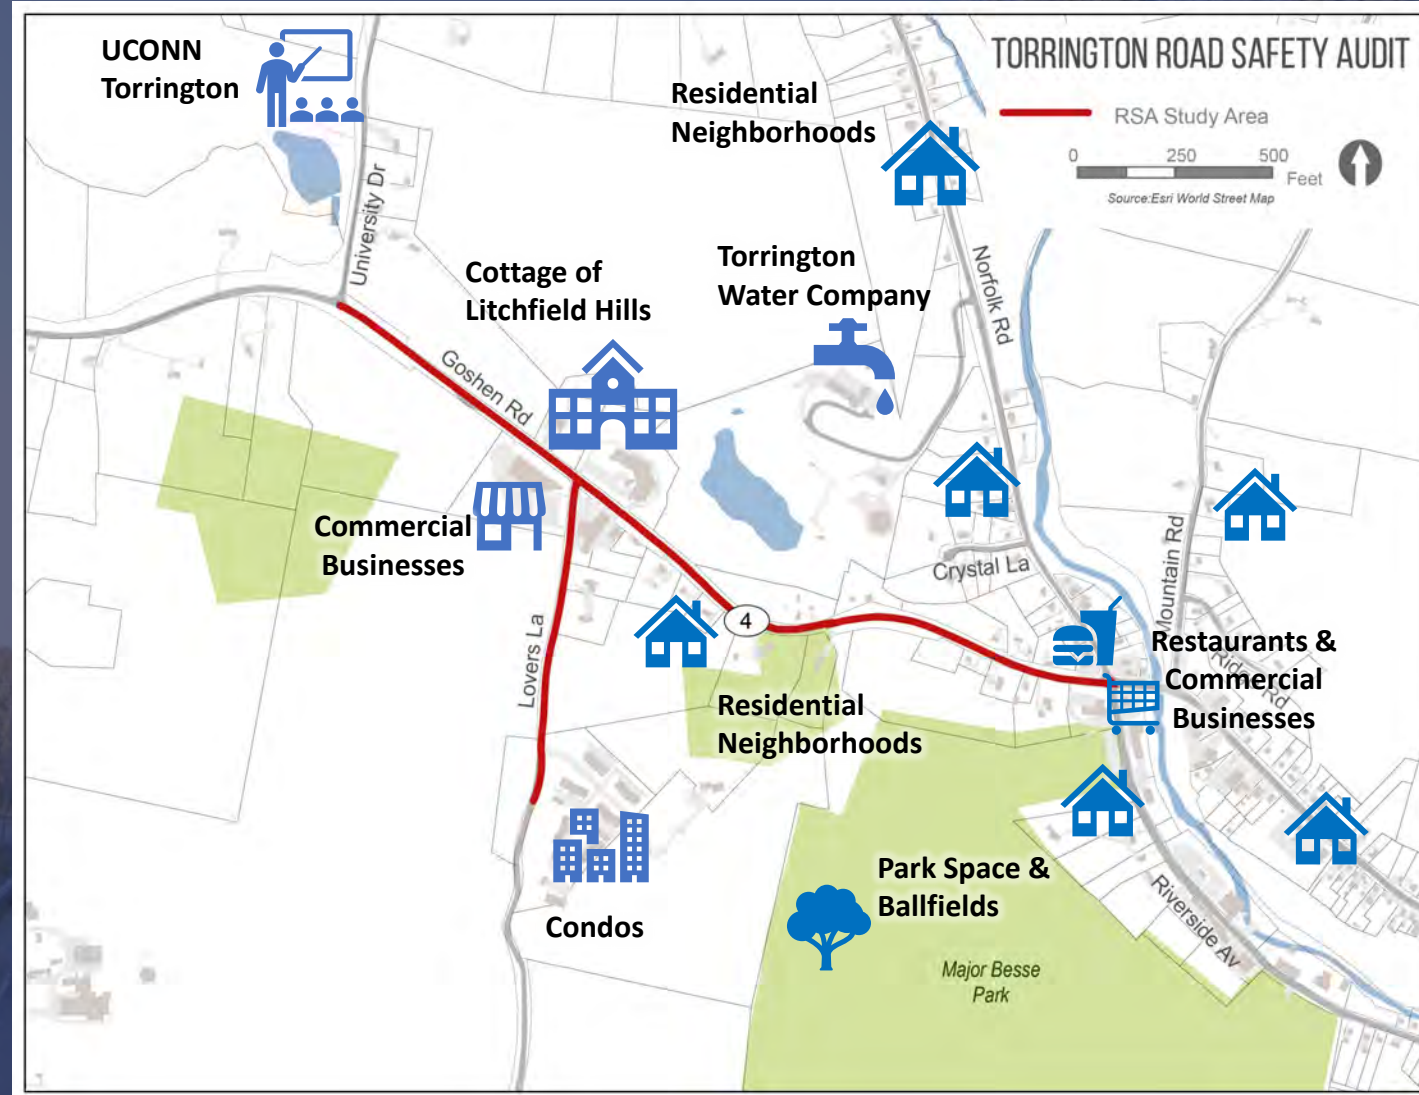 TORRINGTON ROAD SAFETY AUDIT
RSA Study Area
0 250 500
Feet
Source:Esri World Street Map
UCONN
Torrington
Residential
Neighborhoods
University Dr
Cottage of
Litchfield Hills
Torrington
Water Company
Norfolk Rd
Goshen Rd
Commercial
Businesses
Crystal La
Mountain Rd
Lovers La
4
Restaurants &
Commercial
Businesses
Residential
Neighborhoods
Park Space &
Ballfields
Riverside Av
Condos
Major Besse
Park